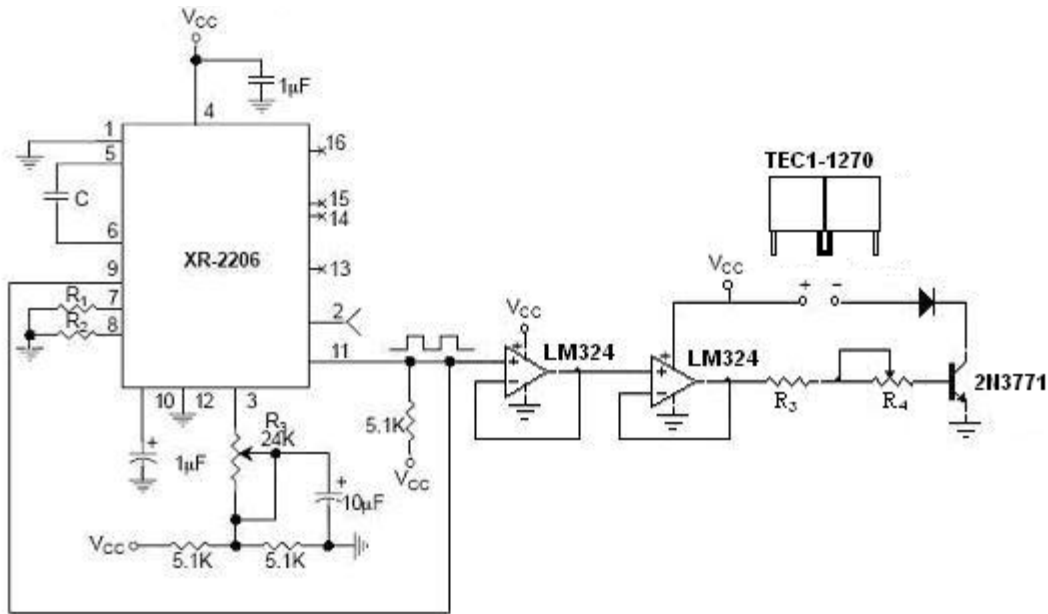 VCC
1μF
4
1
5
C
6
9
R1
7
R2
8
XR-2206
16
15
14
13
2
11
10
12
3
1μF
R3
24K
10μF
VCC
5.1K
5.1K
5.1K
VCC
VCC
LM324
LM324
TEC1-1270
VCC
+
−
R3
R4
2N3771